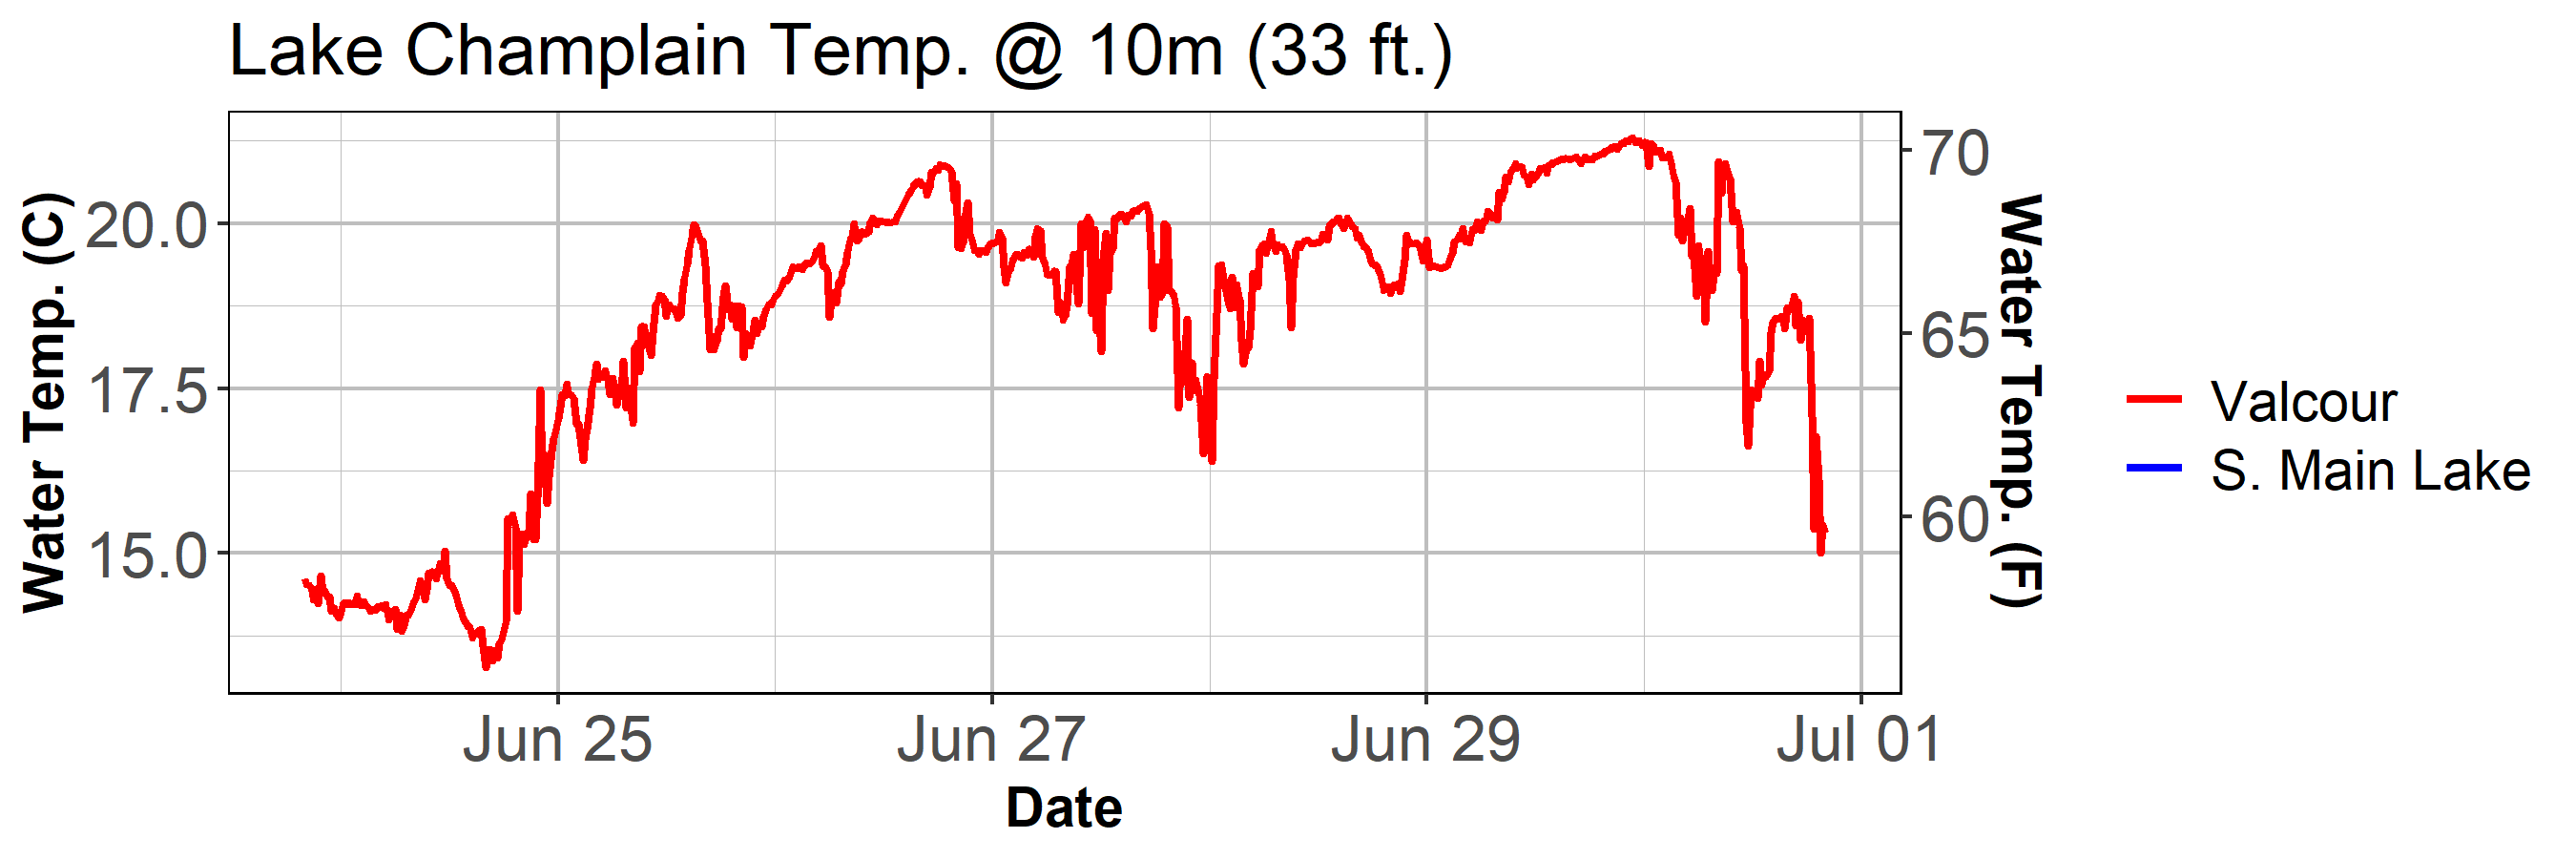 Lake Champlain Temp. @ 10m (33 ft.)
Water Temp. (C)
20.0
17.5
15.0
70
65
60
Water Temp. (F)
Jun 25
Jun 27
Jun 29
Jul 01
Date
Valcour
S. Main Lake